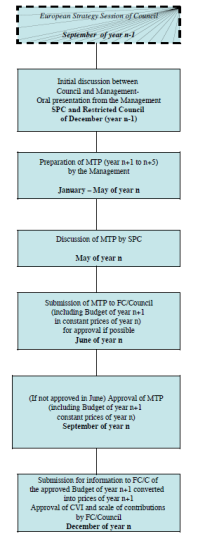 European Strategy Session of Council
September of year n-1
Initial discussion between
Council and Management-
Oral presentation from the Management
SPC and Restricted Council
of December (year n-1)
Preparation of MTP (year n+1 to n+5)
by the Management
January – May of year n
Discussion of MTP by SPC
May of year n
Submission of MTP to FC/Council
(including Budget of year n+1
in constant prices of year n)
for approval if possible
June of year n
(If not approved in June) Approval of MTP
(including Budget of year n+1
constant prices of year n)
September of year n
Submission for information to FC/C of
the approved Budget of year n+1 converted
into prices of year n+1
Approval of CVI and scale of contributions
by FC/Council
December of year n